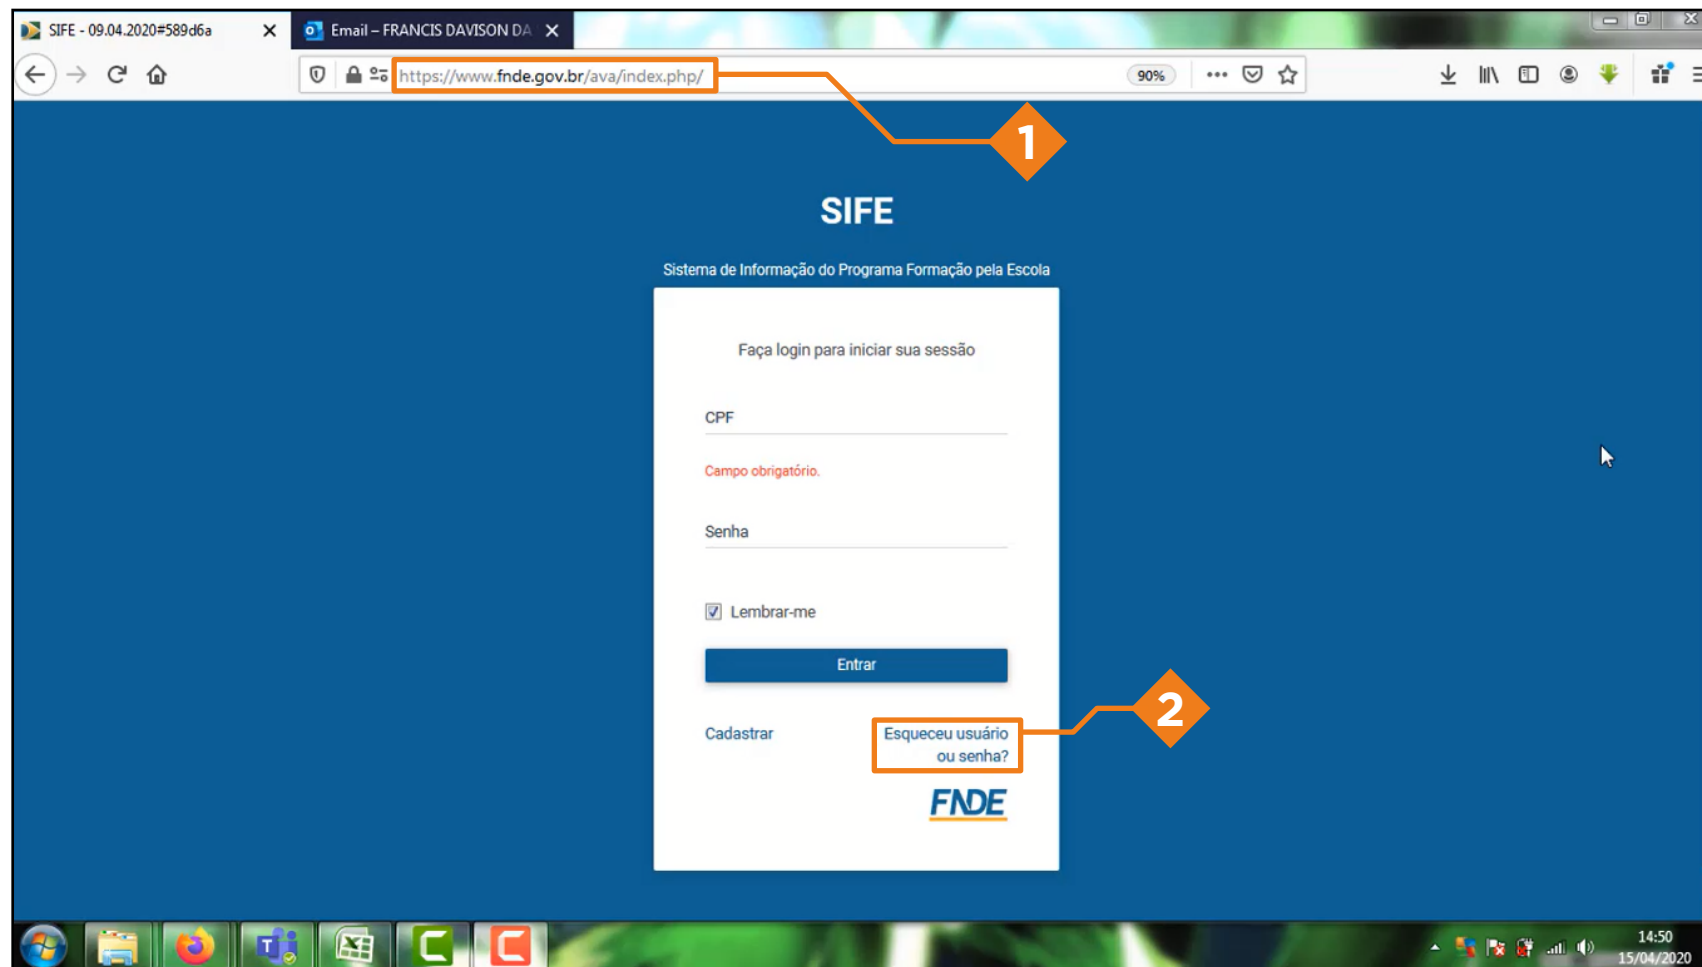 SIFE - 09.04.2020#589d6a
Email – FRANCIS DAVISON DA
https://www.fnde.gov.br/ava/index.php/
90%
1
SIFE
Sistema de Informação do Programa Formação pela Escola
Faça login para iniciar sua sessão
CPF
Campo obrigatório.
Senha
Lembrar-me
Entrar
2
Cadastrar
Esqueceu usuário
ou senha?
FNDE
14:50
15/04/2020